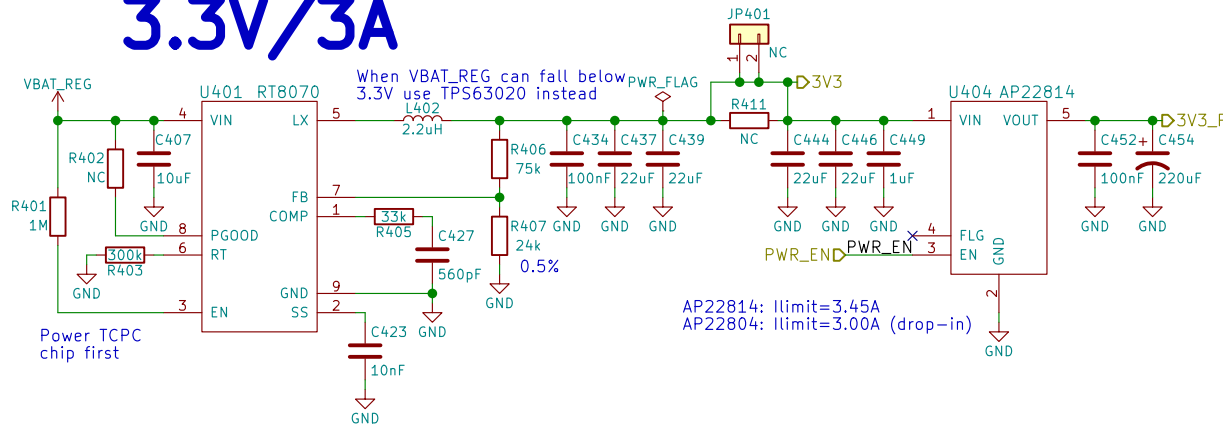 3.3V/3A
JP401
NC
1
2
VBAT_REG
When VBAT_REG can fall below
3.3V use TPS63020 instead
PWR_FLAG
3V3
U401 RT8070
L402
2.2uH
R411
NC
U404 AP22814
4
VIN
LX
5
1
VIN
VOUT
5
3V3_P
R402
NC
C407
10uF
R406
75k
C434
100nF
C437
22uF
C439
22uF
C444
22uF
C446
22uF
C449
1uF
C452
100nF
C454
+
220uF
GND
GND
GND
GND
GND
GND
GND
GND
GND
R401
1M
FB
7
COMP
1
33k
R405
R407
24k
0.5%
C427
560pF
8
PGOOD
6
RT
300k
R403
GND
4
FLG
3
EN
GND
PWR_EN
PWR_EN
2
GND
GND
9
GND
GND
3
EN
SS
2
C423
10nF
GND
Power TCPC
chip first
AP22814: Ilimit=3.45A
AP22804: Ilimit=3.00A (drop-in)